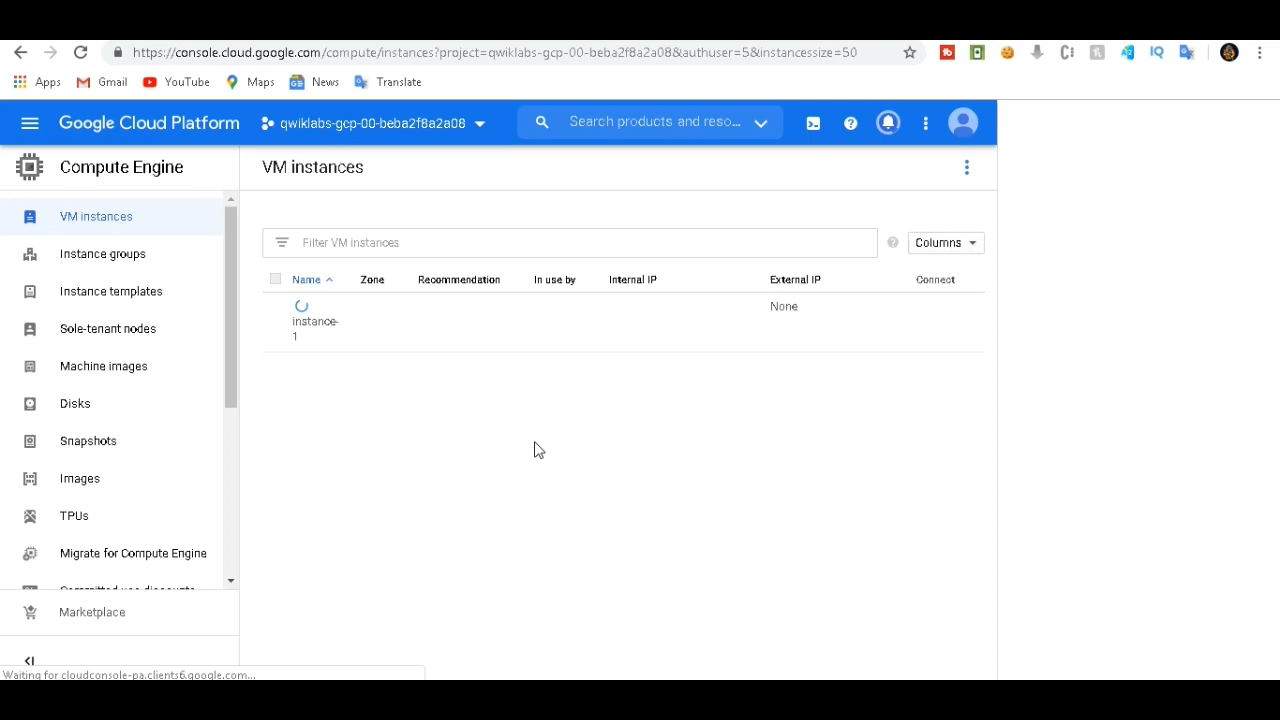 https://console.cloud.google.com/compute/instances?project=qwiklabs-gcp-00-beba2f8a2a08&authuser=5&instancessize=50
Apps Gmail YouTube Maps News Translate
Google Cloud Platform qwiklabs-gcp-00-beba2f8a2a08 Search products and reso...
Compute Engine
VM instances
VM instances
Instance groups
Instance templates
Sole-tenant nodes
Machine images
Disks
Snapshots
Images
TPUs
Migrate for Compute Engine
Committed use discounts
Marketplace
Filter VM instances
Columns
Name Zone Recommendation In use by Internal IP External IP Connect
instance-
1
None
Waiting for cloudconsole-pa.clients6.google.com...